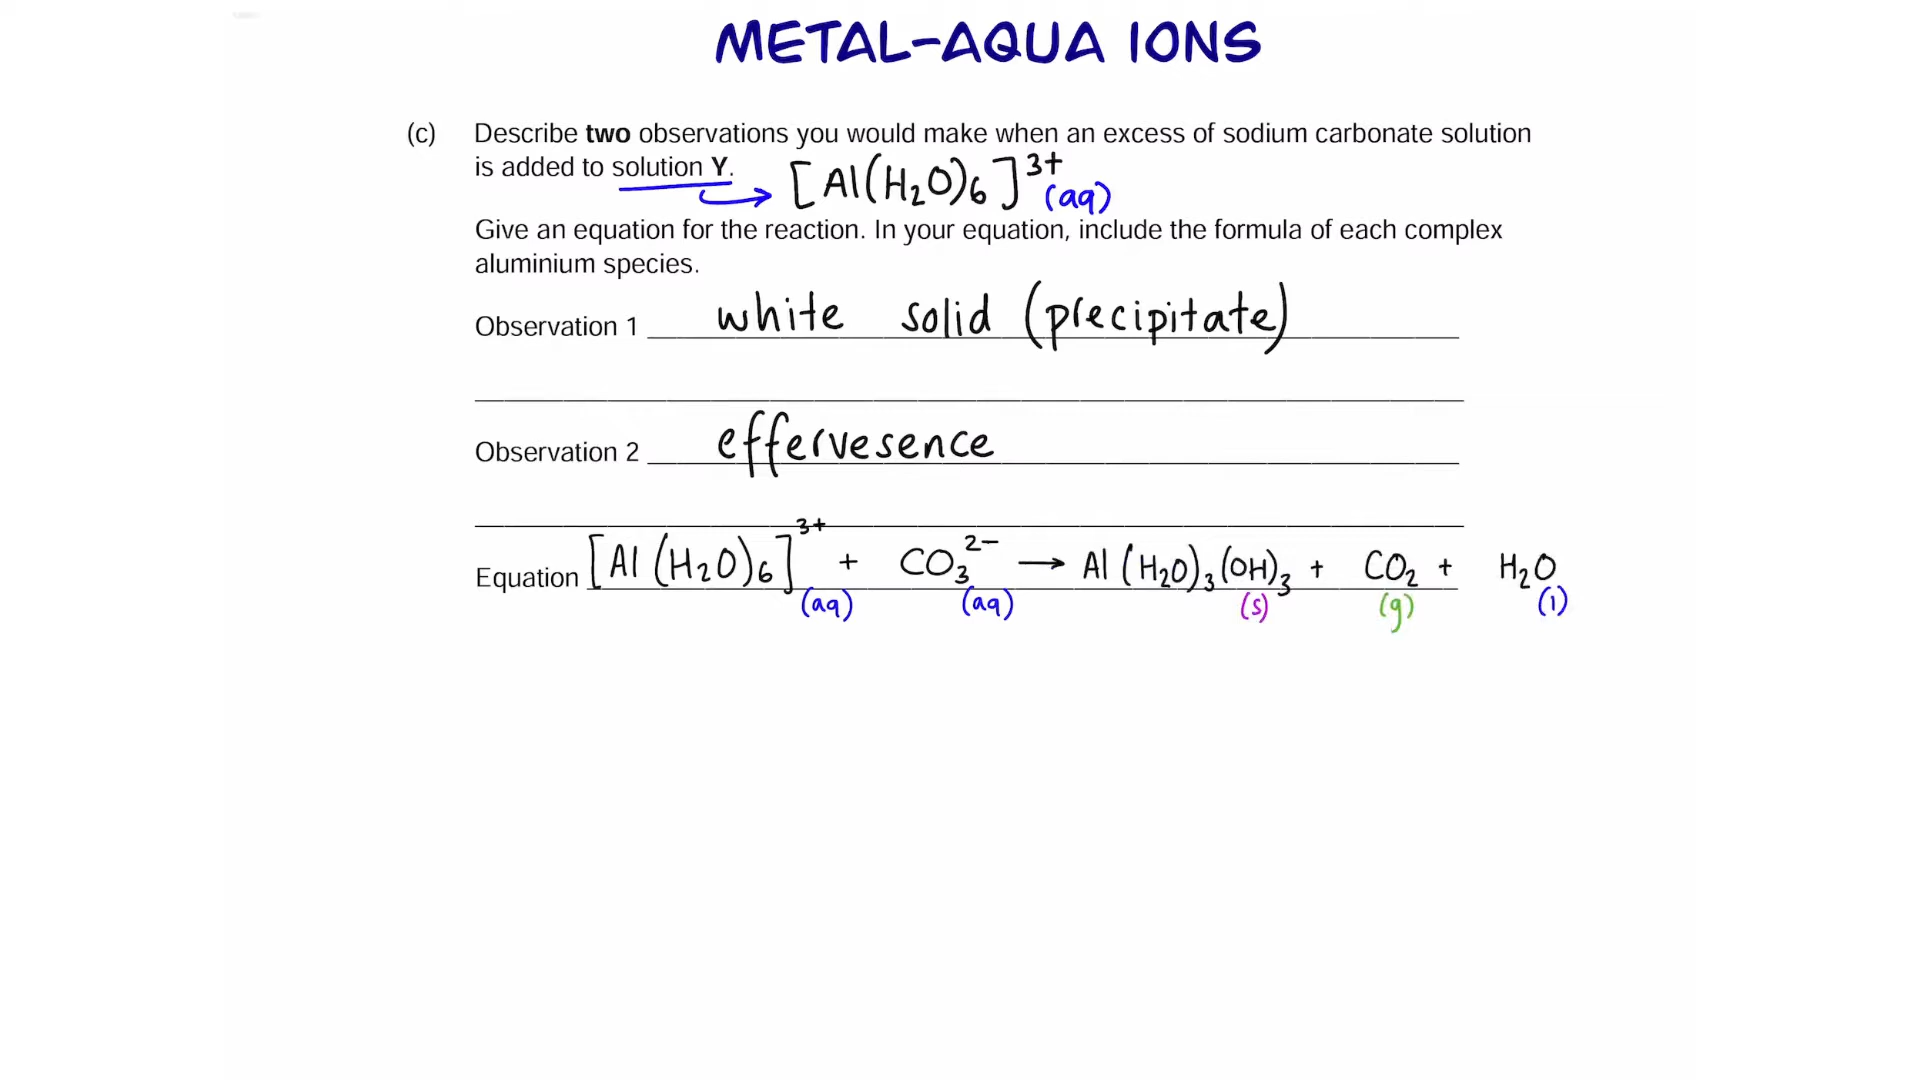 METAL-AQUA IONS
(c) Describe two observations you would make when an excess of sodium carbonate solution
is added to solution Y. → [Al(H₂O)₆]³⁺ (aq)
Give an equation for the reaction. In your equation, include the formula of each complex
aluminium species.
Observation 1 white solid (precipitate)
Observation 2 effervesence
Equation [Al(H₂O)₆]³⁺ (aq) + CO₃²⁻ (aq) → Al(H₂O)₃(OH)₃ (s) + CO₂ (g) + H₂O (l)